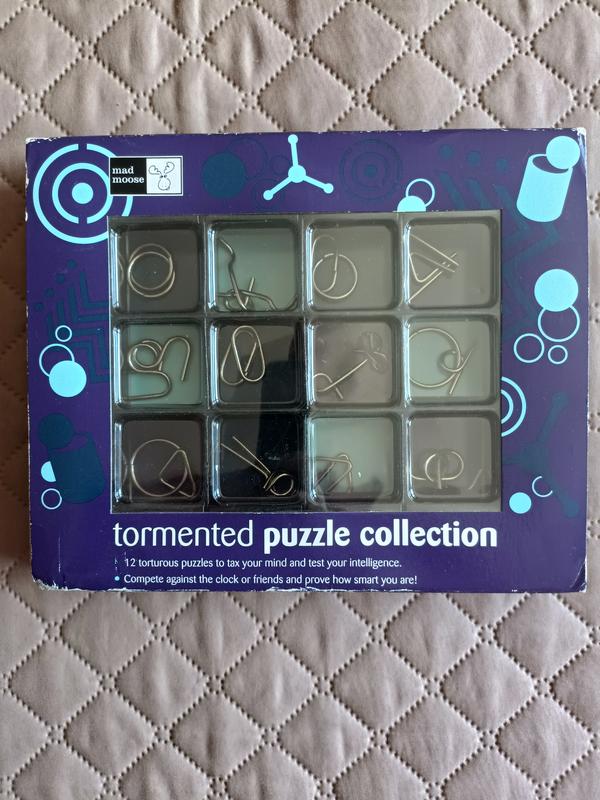 mad
moose
tormented puzzle collection
12 torturous puzzles to tax your mind and test your intelligence.
• Compete against the clock or friends and prove how smart you are!